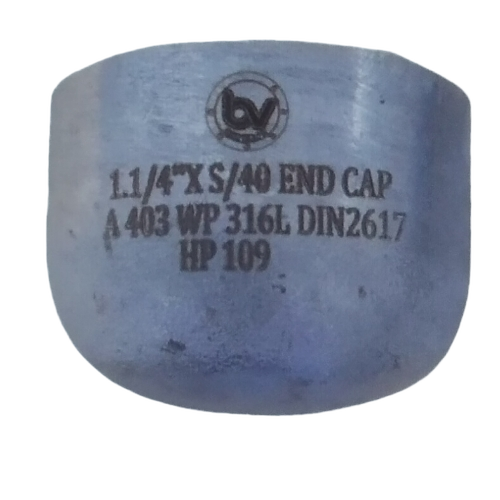 bv
1.1/4"X S/40 END CAP
A 403 WP 316L DIN2617
HP 109